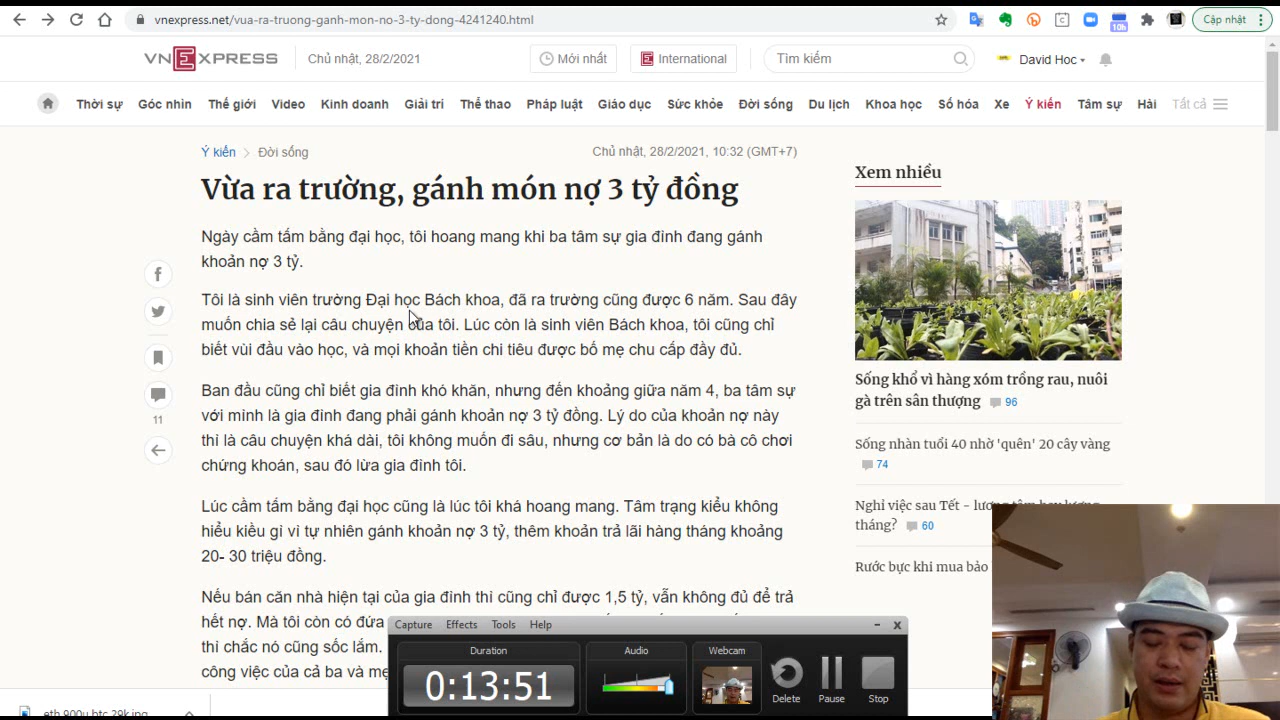 vnexpress.net/vua-ra-truong-ganh-mon-no-3-ty-dong-4241240.html
10h
Cập nhật
VNEXPRESS
Chủ nhật, 28/2/2021
Mới nhất
E International
Tìm kiếm
David Hoc
Thời sự Góc nhìn Thế giới Video Kinh doanh Giải trí Thể thao Pháp luật Giáo dục Sức khỏe Đời sống Du lịch Khoa học Số hóa Xe Ý kiến Tâm sự Hài Tất cả
Ý kiến > Đời sống
Chủ nhật, 28/2/2021, 10:32 (GMT+7)
Vừa ra trường, gánh món nợ 3 tỷ đồng
Ngày cầm tấm bằng đại học, tôi hoang mang khi ba tâm sự gia đình đang gánh
khoản nợ 3 tỷ.
Tôi là sinh viên trường Đại học Bách khoa, đã ra trường cũng được 6 năm. Sau đây
muốn chia sẻ lại câu chuyện của tôi. Lúc còn là sinh viên Bách khoa, tôi cũng chỉ
biết vùi đầu vào học, và mọi khoản tiền chi tiêu được bố mẹ chu cấp đầy đủ.
11
Ban đầu cũng chỉ biết gia đình khó khăn, nhưng đến khoảng giữa năm 4, ba tâm sự
với mình là gia đình đang phải gánh khoản nợ 3 tỷ đồng. Lý do của khoản nợ này
thì là câu chuyện khá dài, tôi không muốn đi sâu, nhưng cơ bản là do có bà cô chơi
chứng khoán, sau đó lừa gia đình tôi.
Lúc cầm tấm bằng đại học cũng là lúc tôi khá hoang mang. Tâm trạng kiểu không
hiểu kiểu gì vì tự nhiên gánh khoản nợ 3 tỷ, thêm khoản trả lãi hàng tháng khoảng
20- 30 triệu đồng.
Nếu bán căn nhà hiện tại của gia đình thì cũng chỉ được 1,5 tỷ, vẫn không đủ để trả
hết nợ. Mà tôi còn có đứa
thì chắc nó cũng sốc lắm.
công việc của cả ba và mẹ
Xem nhiều
Sống khổ vì hàng xóm trồng rau, nuôi
gà trên sân thượng 96
Sống nhàn tuổi 40 nhờ 'quên' 20 cây vàng
74
Nghỉ việc sau Tết -
tháng? 60
Rước bực khi mua bảo
Capture Effects Tools Help
Duration
0:13:51
Audio
Webcam
Delete
Pause
Stop
eth 900u btc 29k.jpg